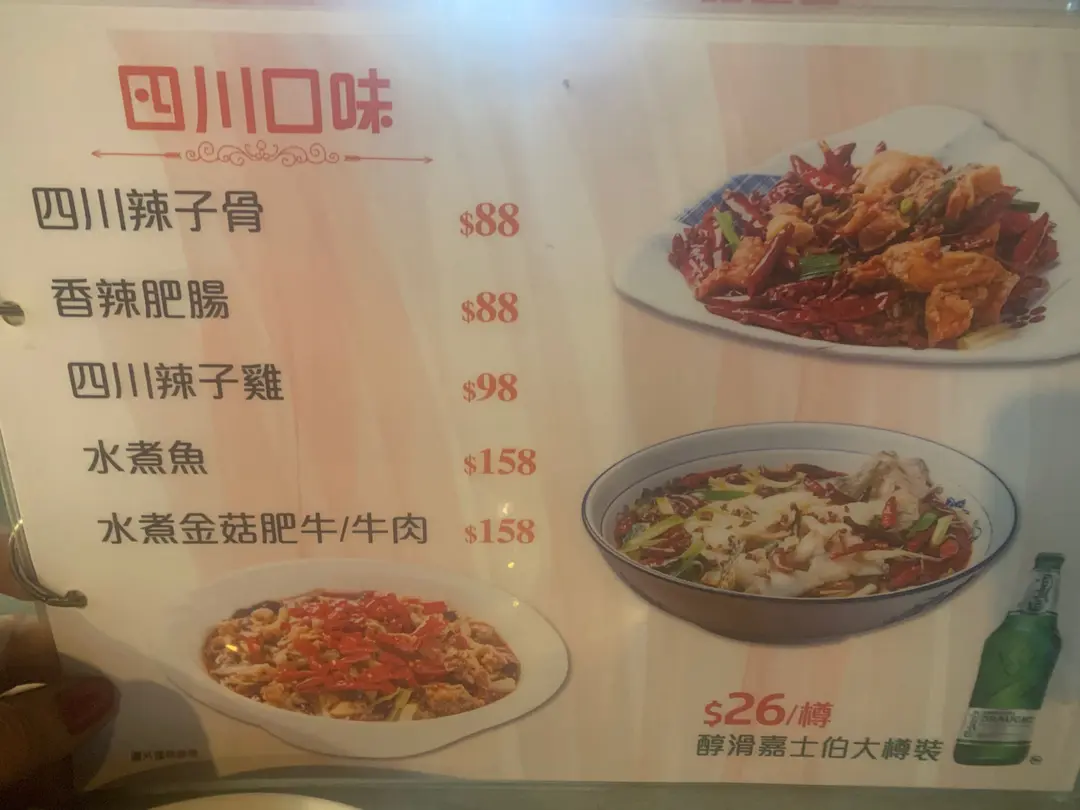 四川口味
四川辣子骨 $88
香辣肥腸 $88
四川辣子雞 $98
水煮魚 $158
水煮金菇肥牛/牛肉 $158
$26/樽
醇滑嘉士伯大樽裝